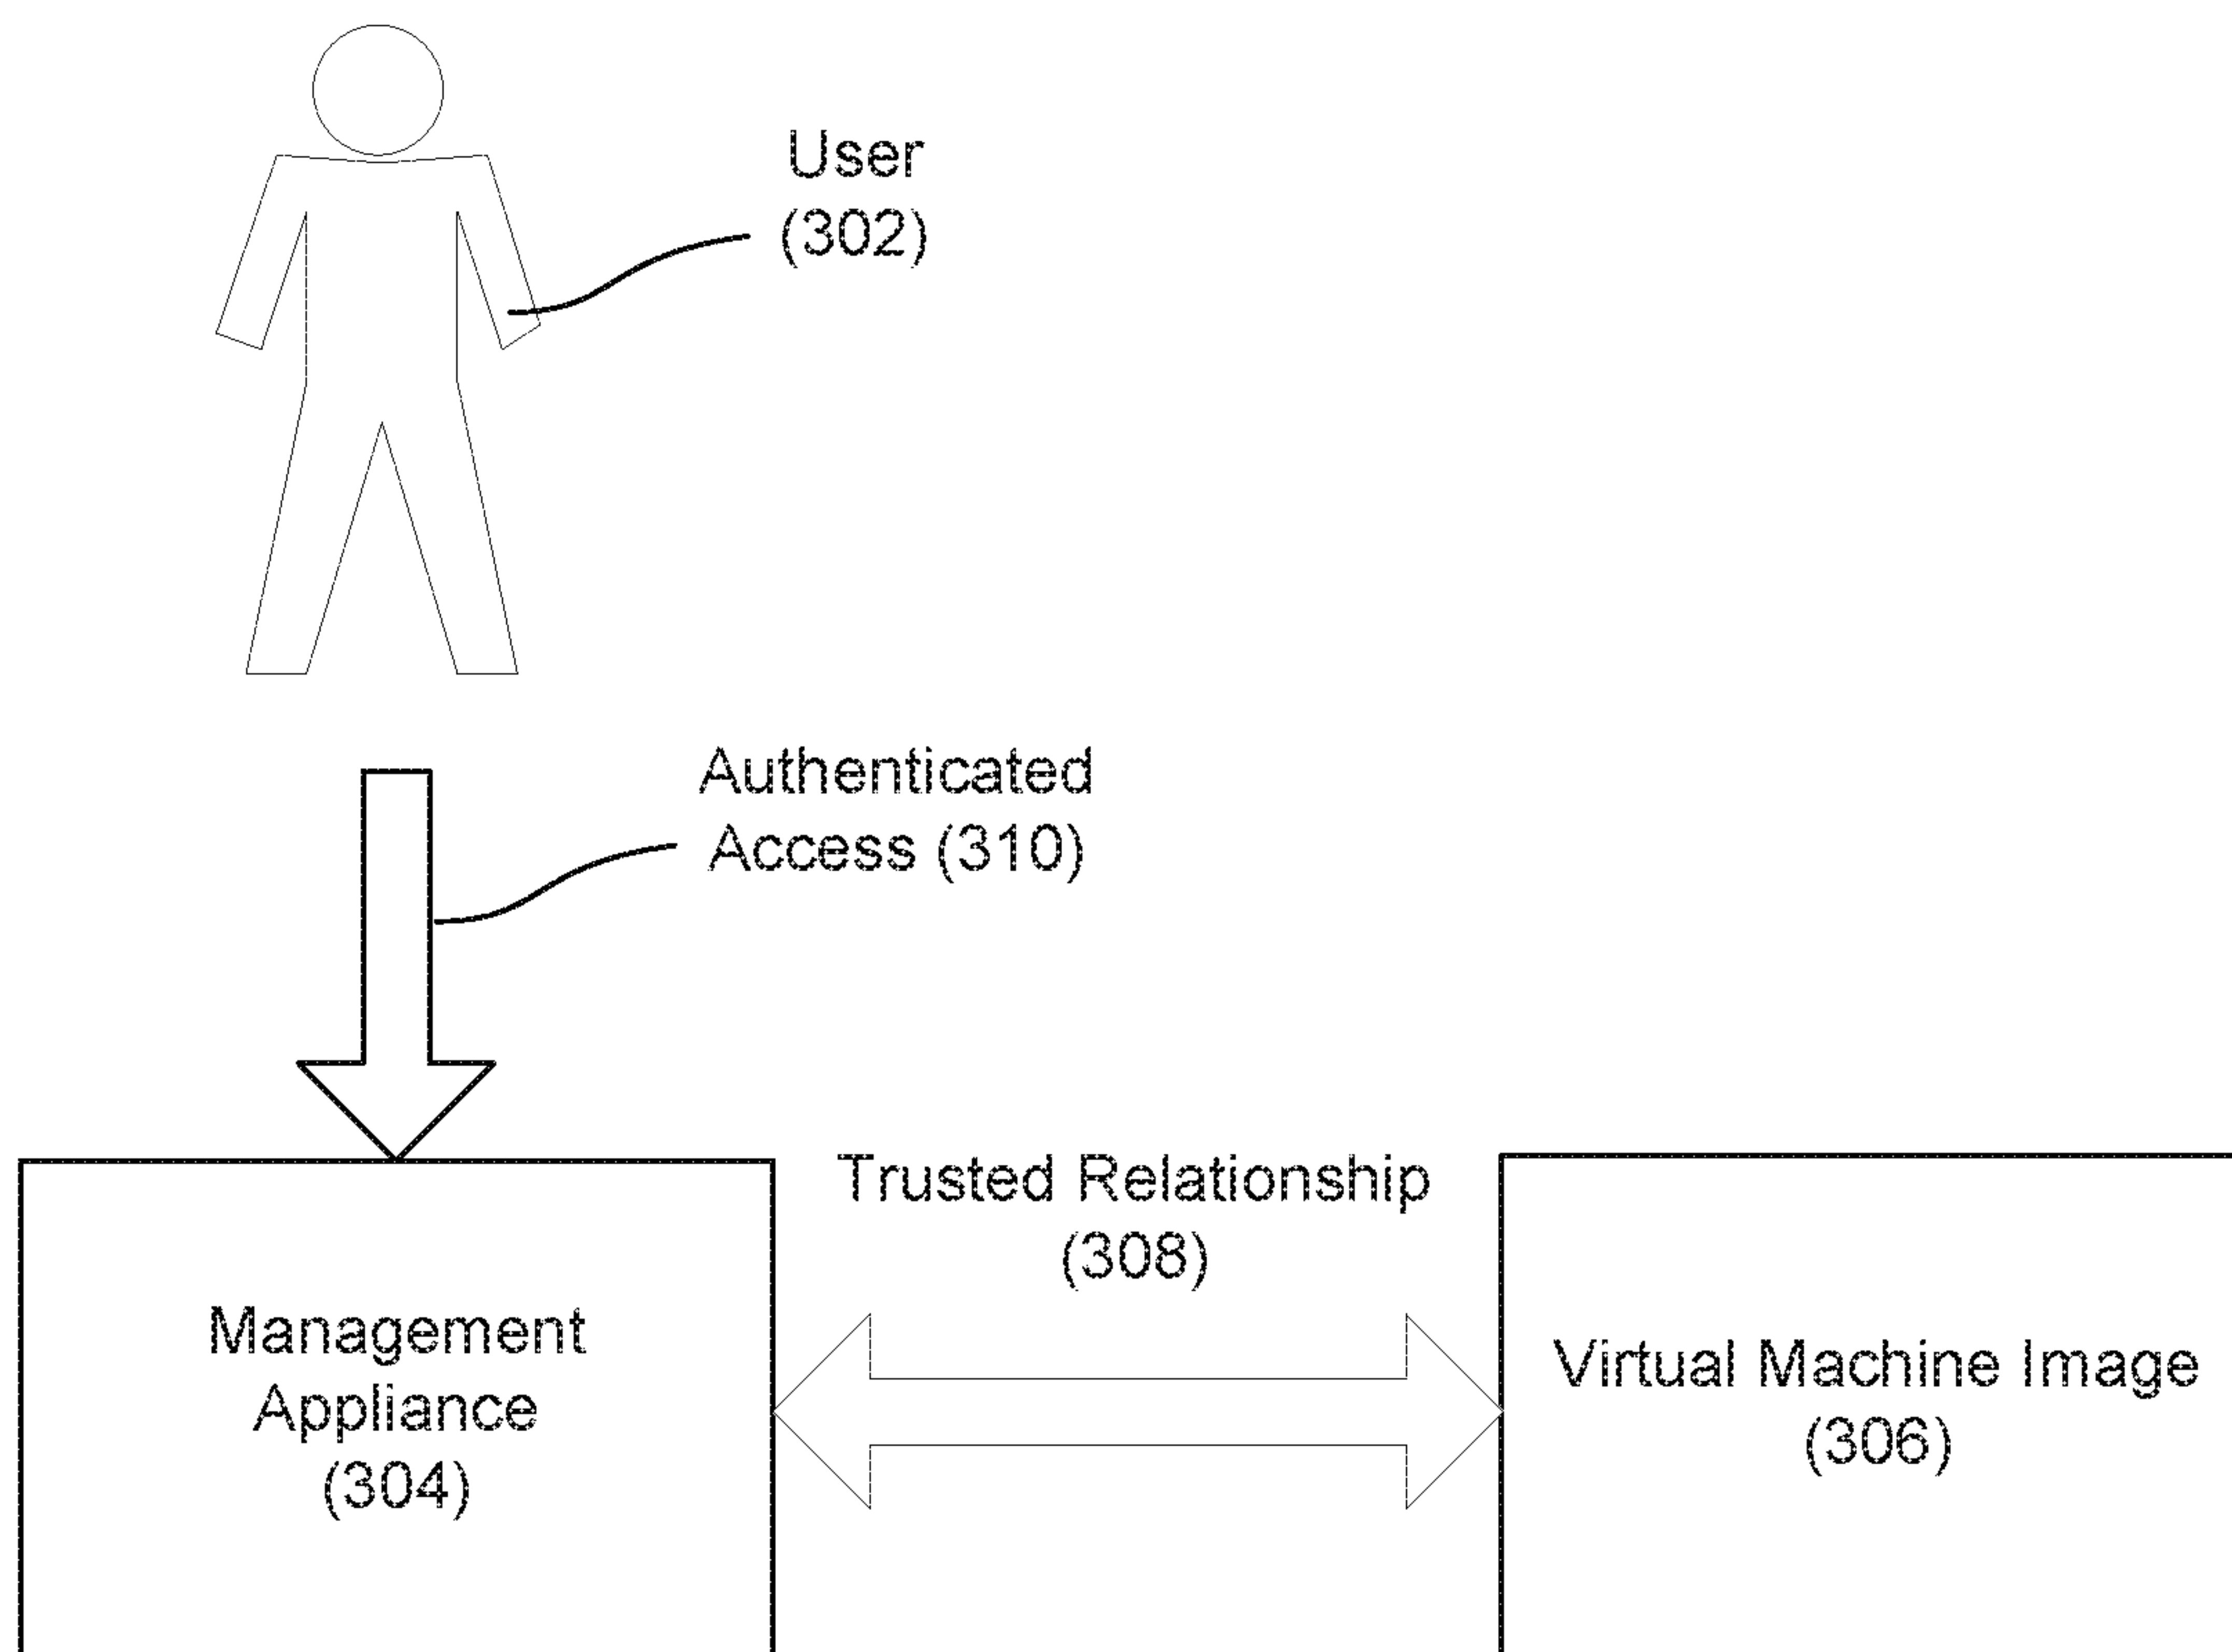 User
(302)
Authenticated
Access (310)
Trusted Relationship
(308)
Management
Appliance
(304)
Virtual Machine Image
(306)